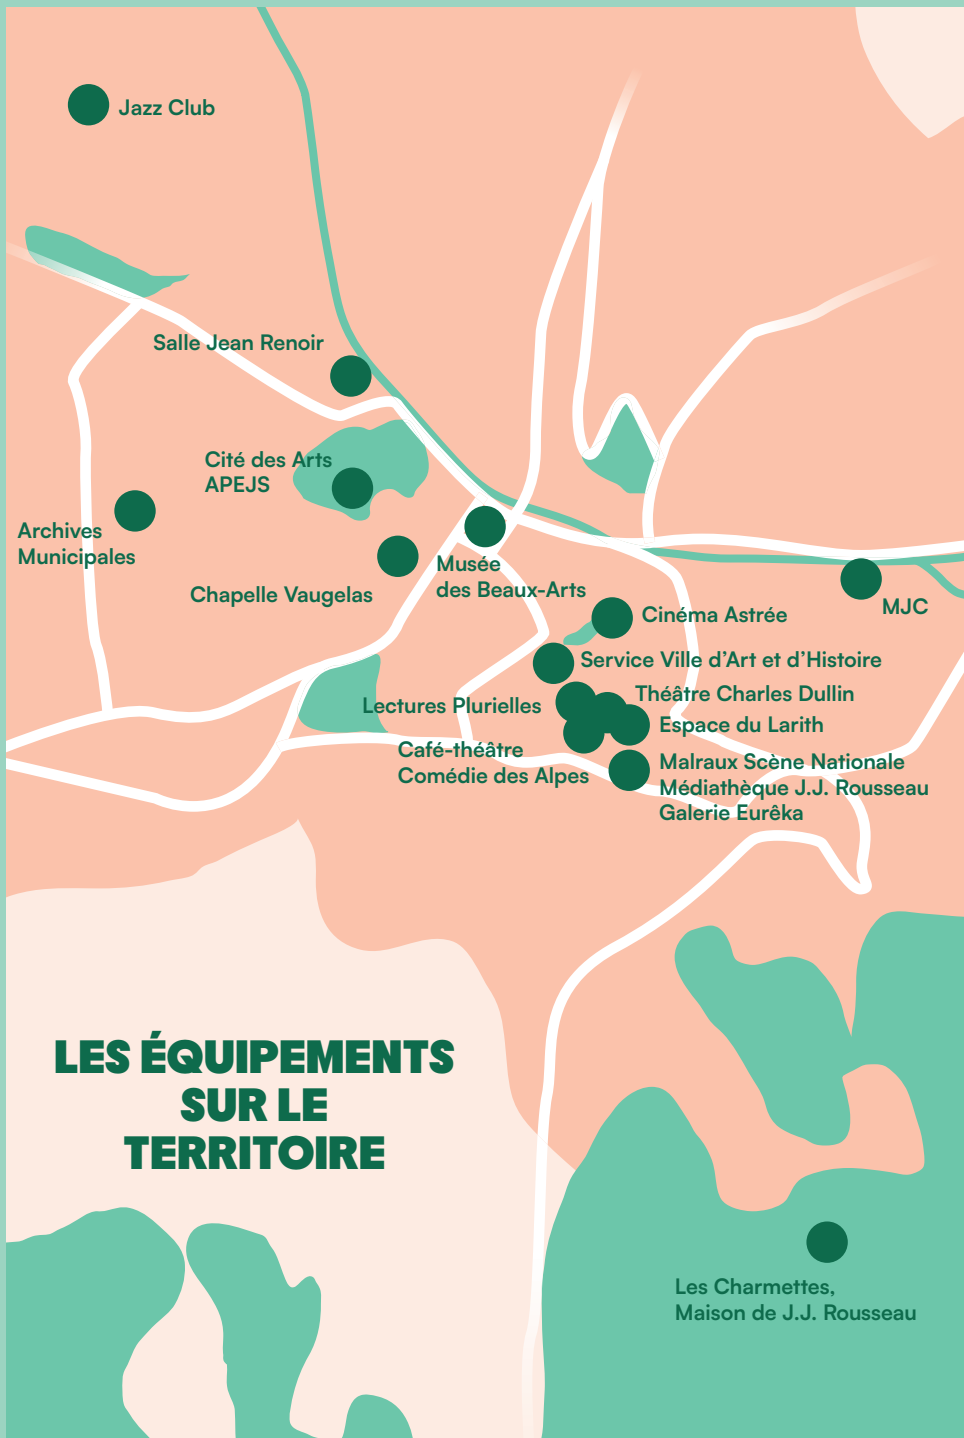 Jazz Club
Salle Jean Renoir
Cité des Arts
APEJS
Archives
Municipales
Chapelle Vaugelas
Musée
des Beaux-Arts
MJC
Cinéma Astrée
Service Ville d’Art et d’Histoire
Théâtre Charles Dullin
Lectures Plurielles
Espace du Larith
Café-théâtre
Comédie des Alpes
Malraux Scène Nationale
Médiathèque J.J. Rousseau
Galerie Eurêka
LES ÉQUIPEMENTS
SUR LE
TERRITOIRE
Les Charmettes,
Maison de J.J. Rousseau